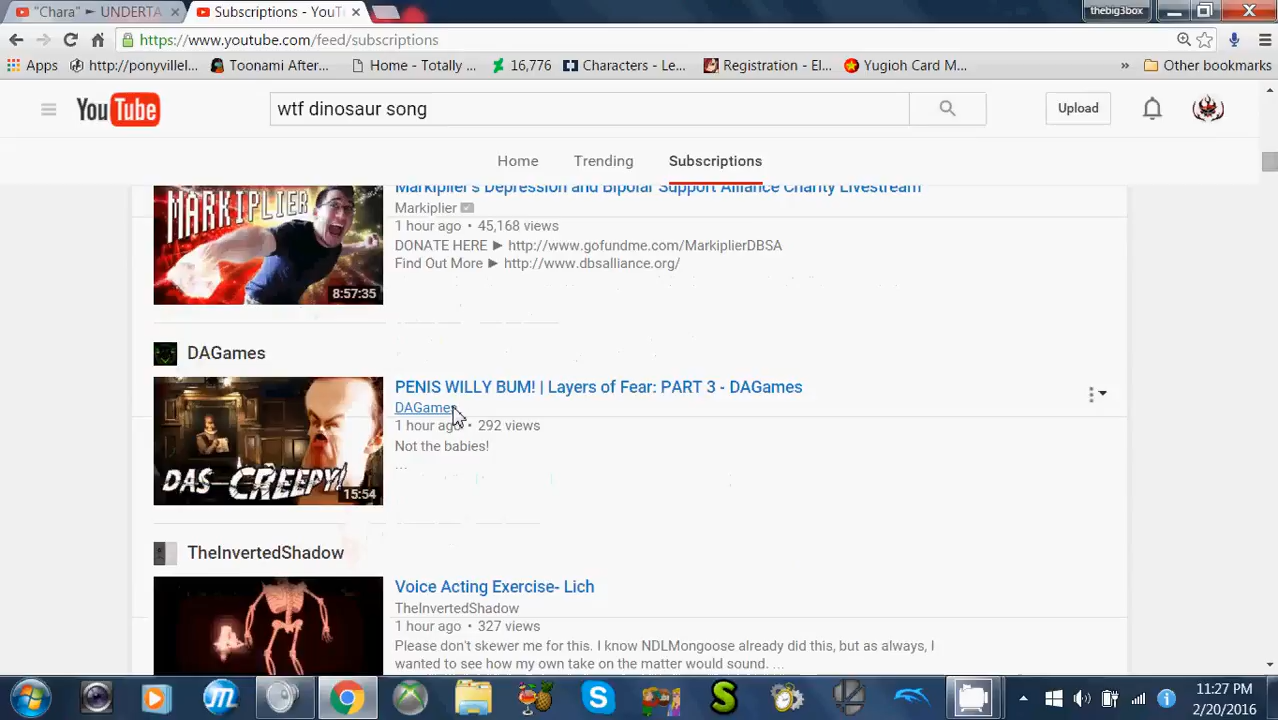 "Chara" ► UNDERTA
Subscriptions - YouT
thebig3box
https://www.youtube.com/feed/subscriptions
Apps
http://ponyvillel...
Toonami After...
Home - Totally ...
16,776
Characters - Le...
Registration - El...
Yugioh Card M...
»
Other bookmarks
YouTube
wtf dinosaur song
Upload
Home
Trending
Subscriptions
Markiplier's Depression and Bipolar Support Alliance Charity Livestream
Markiplier
1 hour ago • 45,168 views
DONATE HERE ► http://www.gofundme.com/MarkiplierDBSA
Find Out More ► http://www.dbsalliance.org/
MARKIPLIER
8:57:35
DAGames
PENIS WILLY BUM! | Layers of Fear: PART 3 - DAGames
DAGames
1 hour ago • 292 views
Not the babies!
...
DAS CREEPY!
15:54
TheInvertedShadow
Voice Acting Exercise- Lich
TheInvertedShadow
1 hour ago • 327 views
Please don't skewer me for this. I know NDLMongoose already did this, but as always, I
wanted to see how my own take on the matter would sound. ...
11:27 PM
2/20/2016